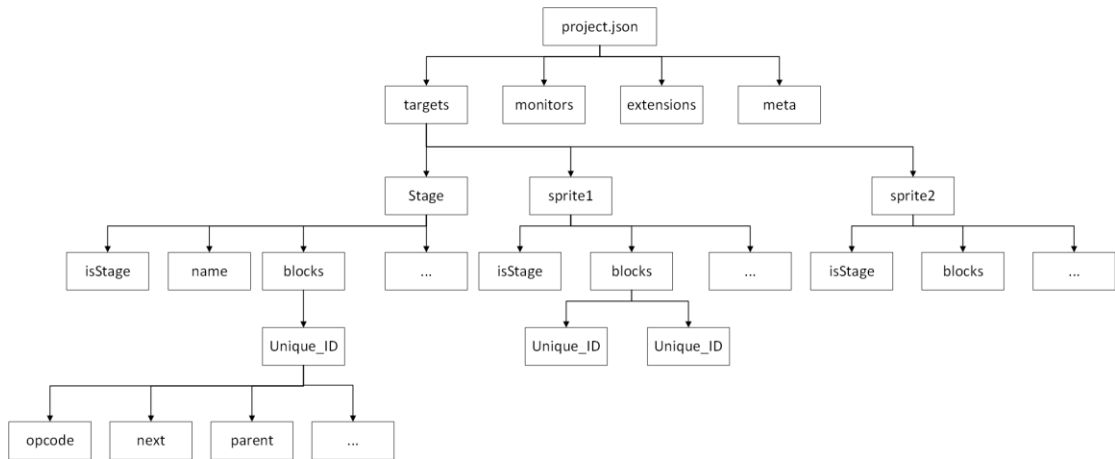 project.json
targets
monitors
extensions
meta
Stage
sprite1
sprite2
isStage
name
blocks
...
isStage
blocks
...
isStage
blocks
...
Unique_ID
Unique_ID
Unique_ID
opcode
next
parent
...